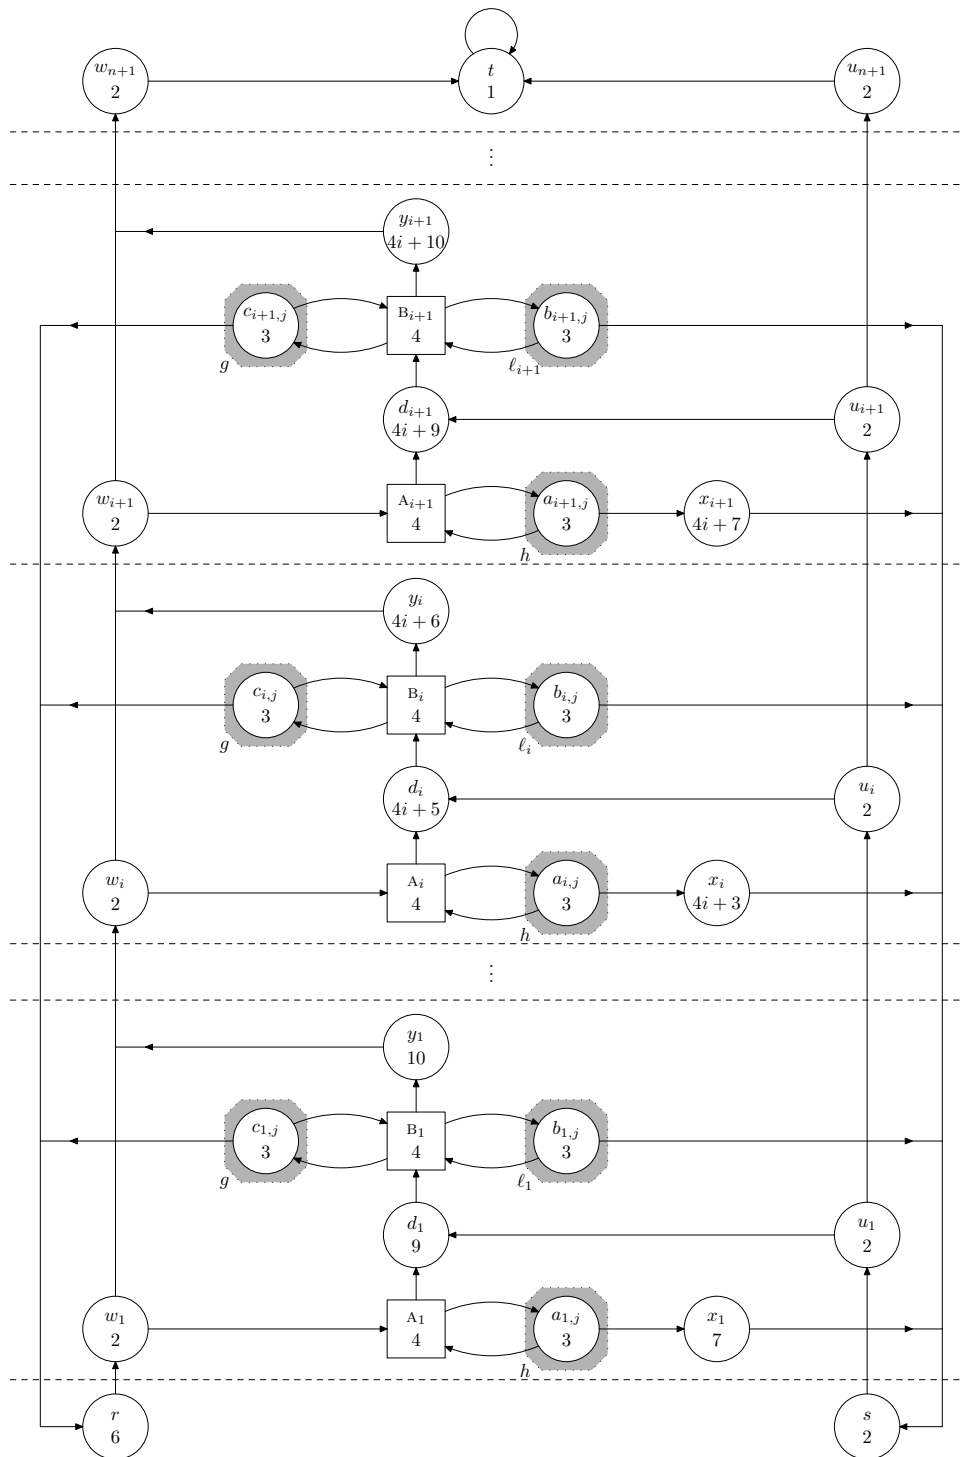 w_{n+1}
2
t
1
u_{n+1}
2
⋮
y_{i+1}
4i + 10
c_{i+1,j}
3
g
B_{i+1}
4
b_{i+1,j}
3
ℓ_{i+1}
d_{i+1}
4i + 9
u_{i+1}
2
w_{i+1}
2
A_{i+1}
4
a_{i+1,j}
3
h
x_{i+1}
4i + 7
y_i
4i + 6
c_{i,j}
3
g
B_i
4
b_{i,j}
3
ℓ_i
d_i
4i + 5
u_i
2
w_i
2
A_i
4
a_{i,j}
3
h
x_i
4i + 3
⋮
y_1
10
c_{1,j}
3
g
B_1
4
b_{1,j}
3
ℓ_1
d_1
9
u_1
2
w_1
2
A_1
4
a_{1,j}
3
h
x_1
7
r
6
s
2